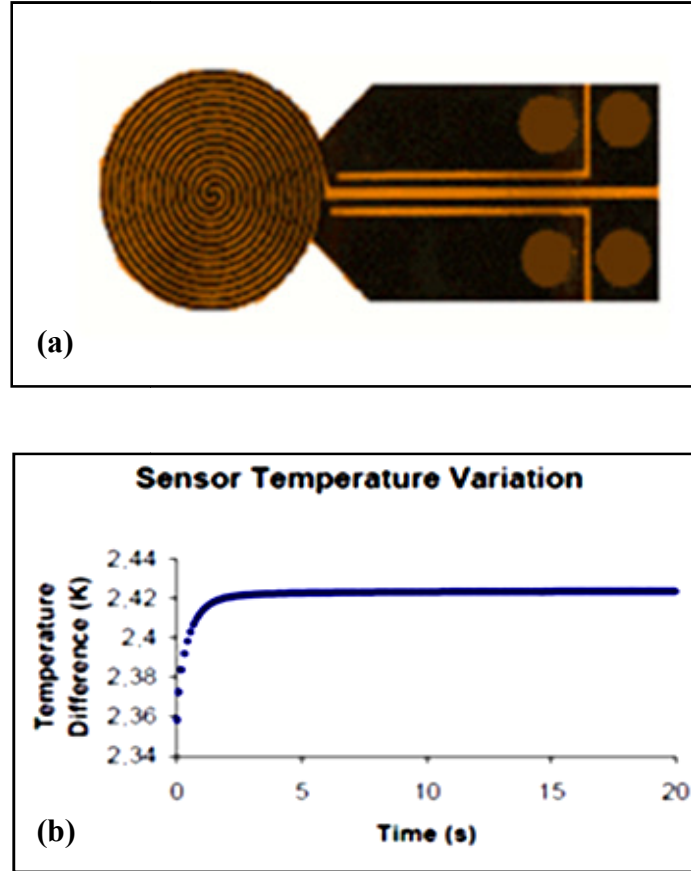 (a)
Sensor Temperature Variation
Temperature
Difference (K)
2,44
2,42
2,4
2,38
2,36
2,34
0 5 10 15 20
Time (s)
(b)